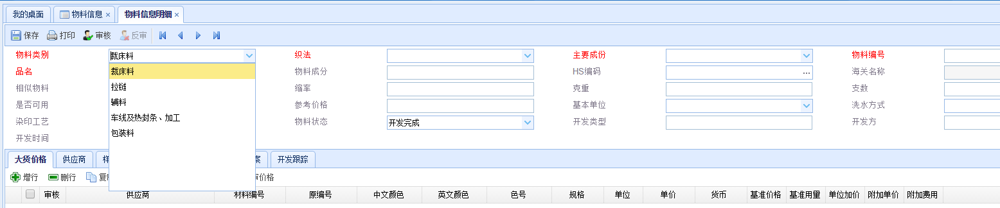 我的桌面 物料信息 物料信息明细
保存 打印 审核 反审
物料类别 裁床料 织法 主要成份 物料编号
品名 裁床料 物料成分 HS编码 ... 海关名称
相似物料 拉链 缩率 克重 支数
是否可用 辅料 参考价格 基本单位 洗水方式
染印工艺 车线及热封条、加工 物料状态 开发完成 开发类型 开发方
开发时间 包装料
大货价格 供应商 案 开发跟踪
增行 删行 价格
审核 供应商 材料编号 原编号 中文颜色 英文颜色 色号 规格 单位 单价 货币 基准价格 基准用量 单位加价 附加单价 附加费用